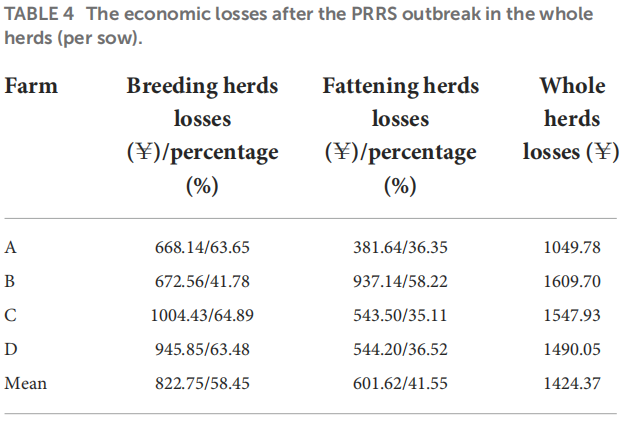 TABLE 4 The economic losses after the PRRS outbreak in the whole
herds (per sow).
Farm Breeding herds Fattening herds Whole
losses losses herds
(¥)/percentage (¥)/percentage losses (¥)
(%) (%)
A 668.14/63.65 381.64/36.35 1049.78
B 672.56/41.78 937.14/58.22 1609.70
C 1004.43/64.89 543.50/35.11 1547.93
D 945.85/63.48 544.20/36.52 1490.05
Mean 822.75/58.45 601.62/41.55 1424.37